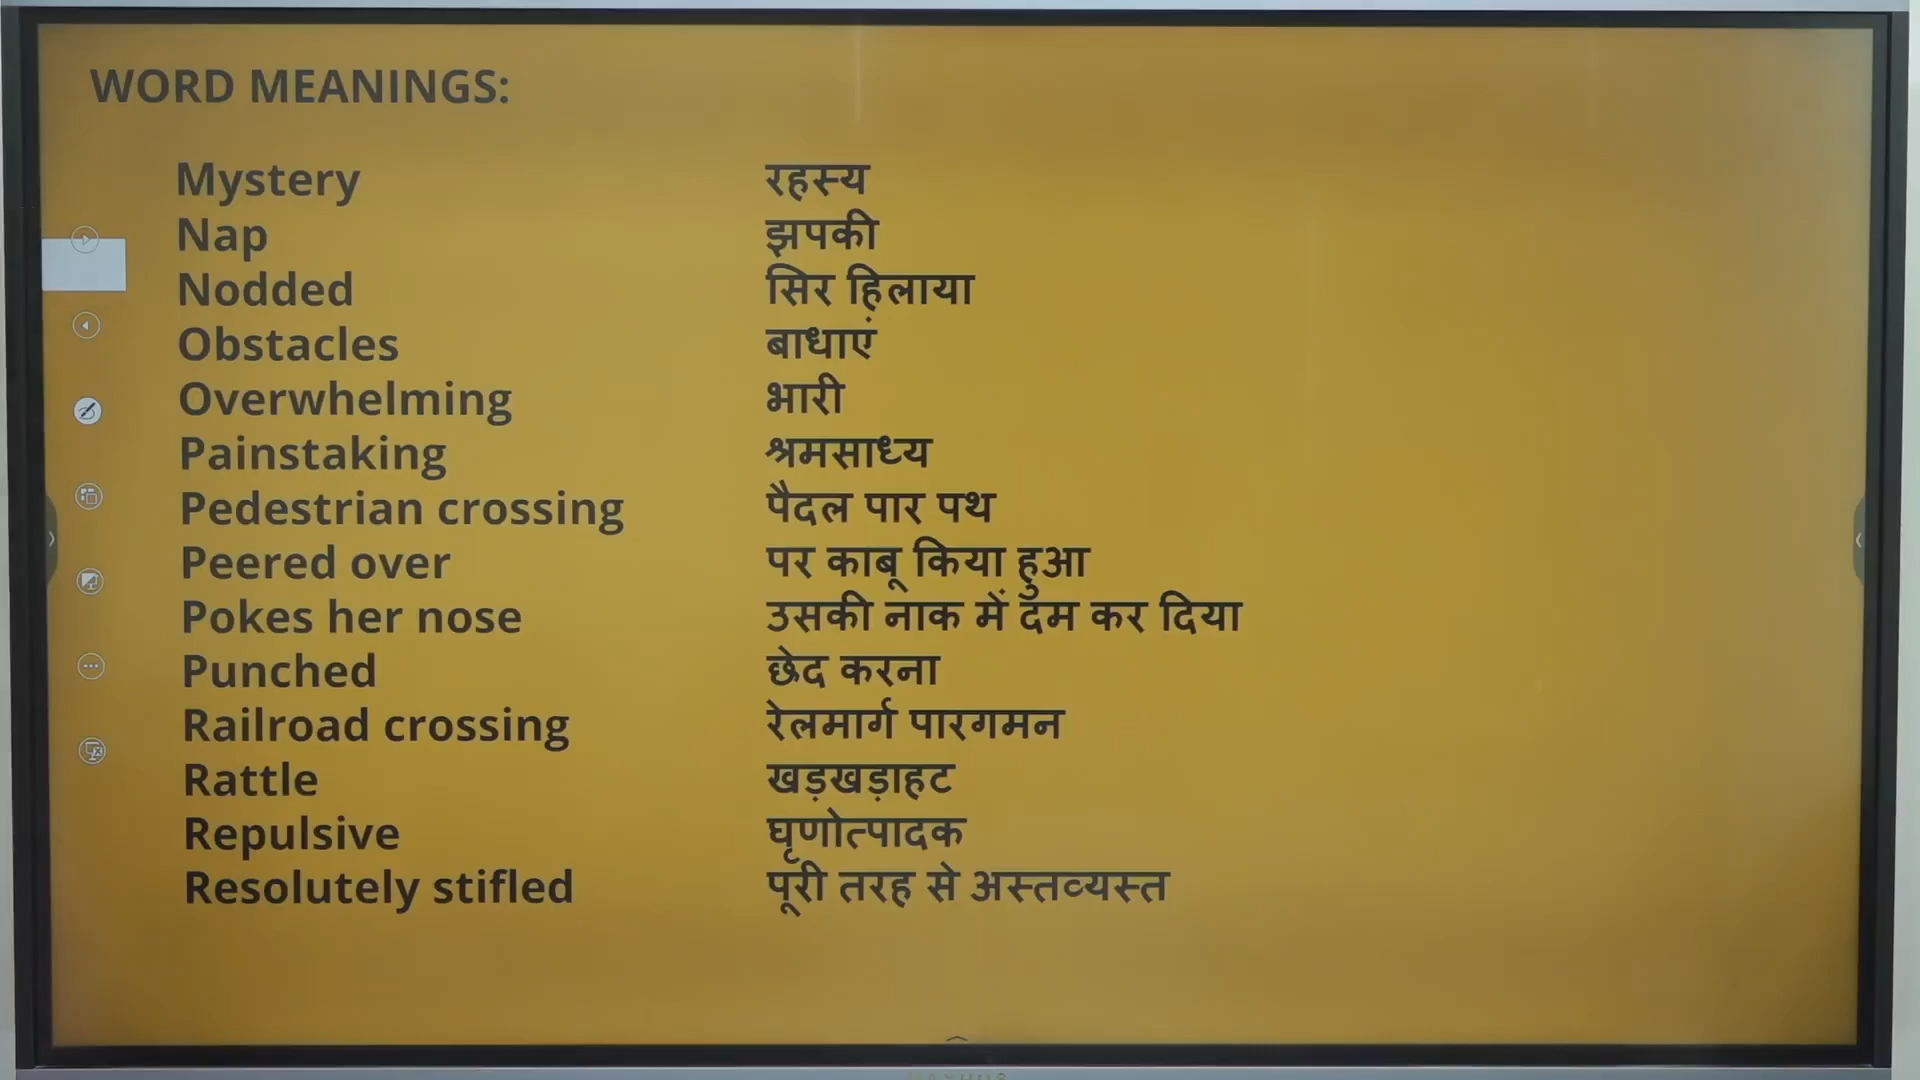 WORD MEANINGS:
Mystery रहस्य
Nap झपकी
Nodded सिर हिलाया
Obstacles बाधाएं
Overwhelming भारी
Painstaking श्रमसाध्य
Pedestrian crossing पैदल पार पथ
Peered over पर काबू किया हुआ
Pokes her nose उसकी नाक में दम कर दिया
Punched छेद करना
Railroad crossing रेलमार्ग पारगमन
Rattle खड़खड़ाहट
Repulsive घृणोत्पादक
Resolutely stifled पूरी तरह से अस्तव्यस्त